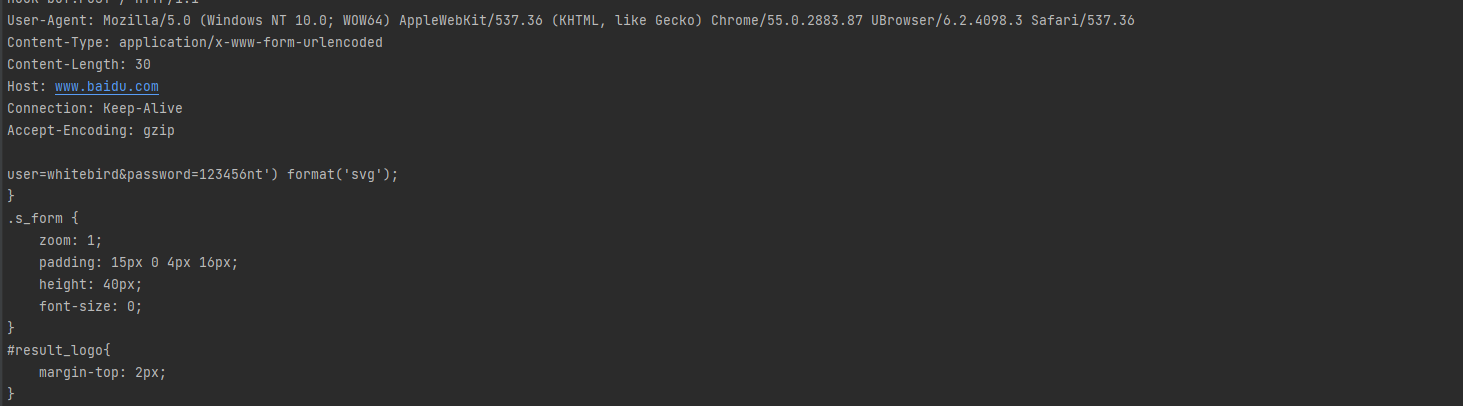 User-Agent: Mozilla/5.0 (Windows NT 10.0; WOW64) AppleWebKit/537.36 (KHTML, like Gecko) Chrome/55.0.2883.87 UBrowser/6.2.4098.3 Safari/537.36
Content-Type: application/x-www-form-urlencoded
Content-Length: 30
Host: www.baidu.com
Connection: Keep-Alive
Accept-Encoding: gzip
user=whitebird&password=123456nt') format('svg');
}
.s_form {
    zoom: 1;
    padding: 15px 0 4px 16px;
    height: 40px;
    font-size: 0;
}
#result_logo{
    margin-top: 2px;
}